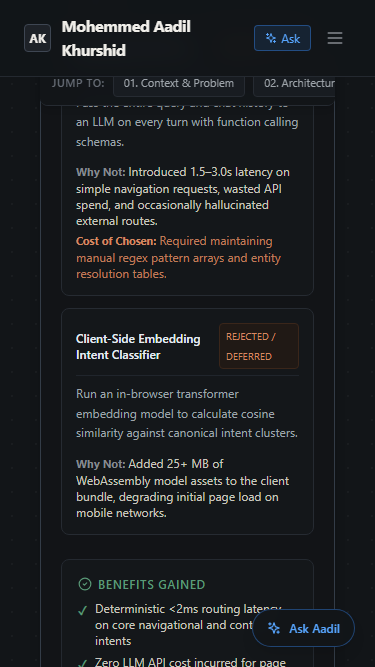 AK
Mohemmed Aadil
Khurshid
Ask
JUMP TO:
01. Context & Problem
02. Architectur
an LLM on every turn with function calling
schemas.
Why Not: Introduced 1.5–3.0s latency on
simple navigation requests, wasted API
spend, and occasionally hallucinated
external routes.
Cost of Chosen: Required maintaining
manual regex pattern arrays and entity
resolution tables.
Client-Side Embedding
Intent Classifier
REJECTED /
DEFERRED
Run an in-browser transformer
embedding model to calculate cosine
similarity against canonical intent clusters.
Why Not: Added 25+ MB of
WebAssembly model assets to the client
bundle, degrading initial page load on
mobile networks.
BENEFITS GAINED
✓ Deterministic <2ms routing latency
on core navigational and cont
intents
✓ Zero LLM API cost incurred for page
Ask Aadil